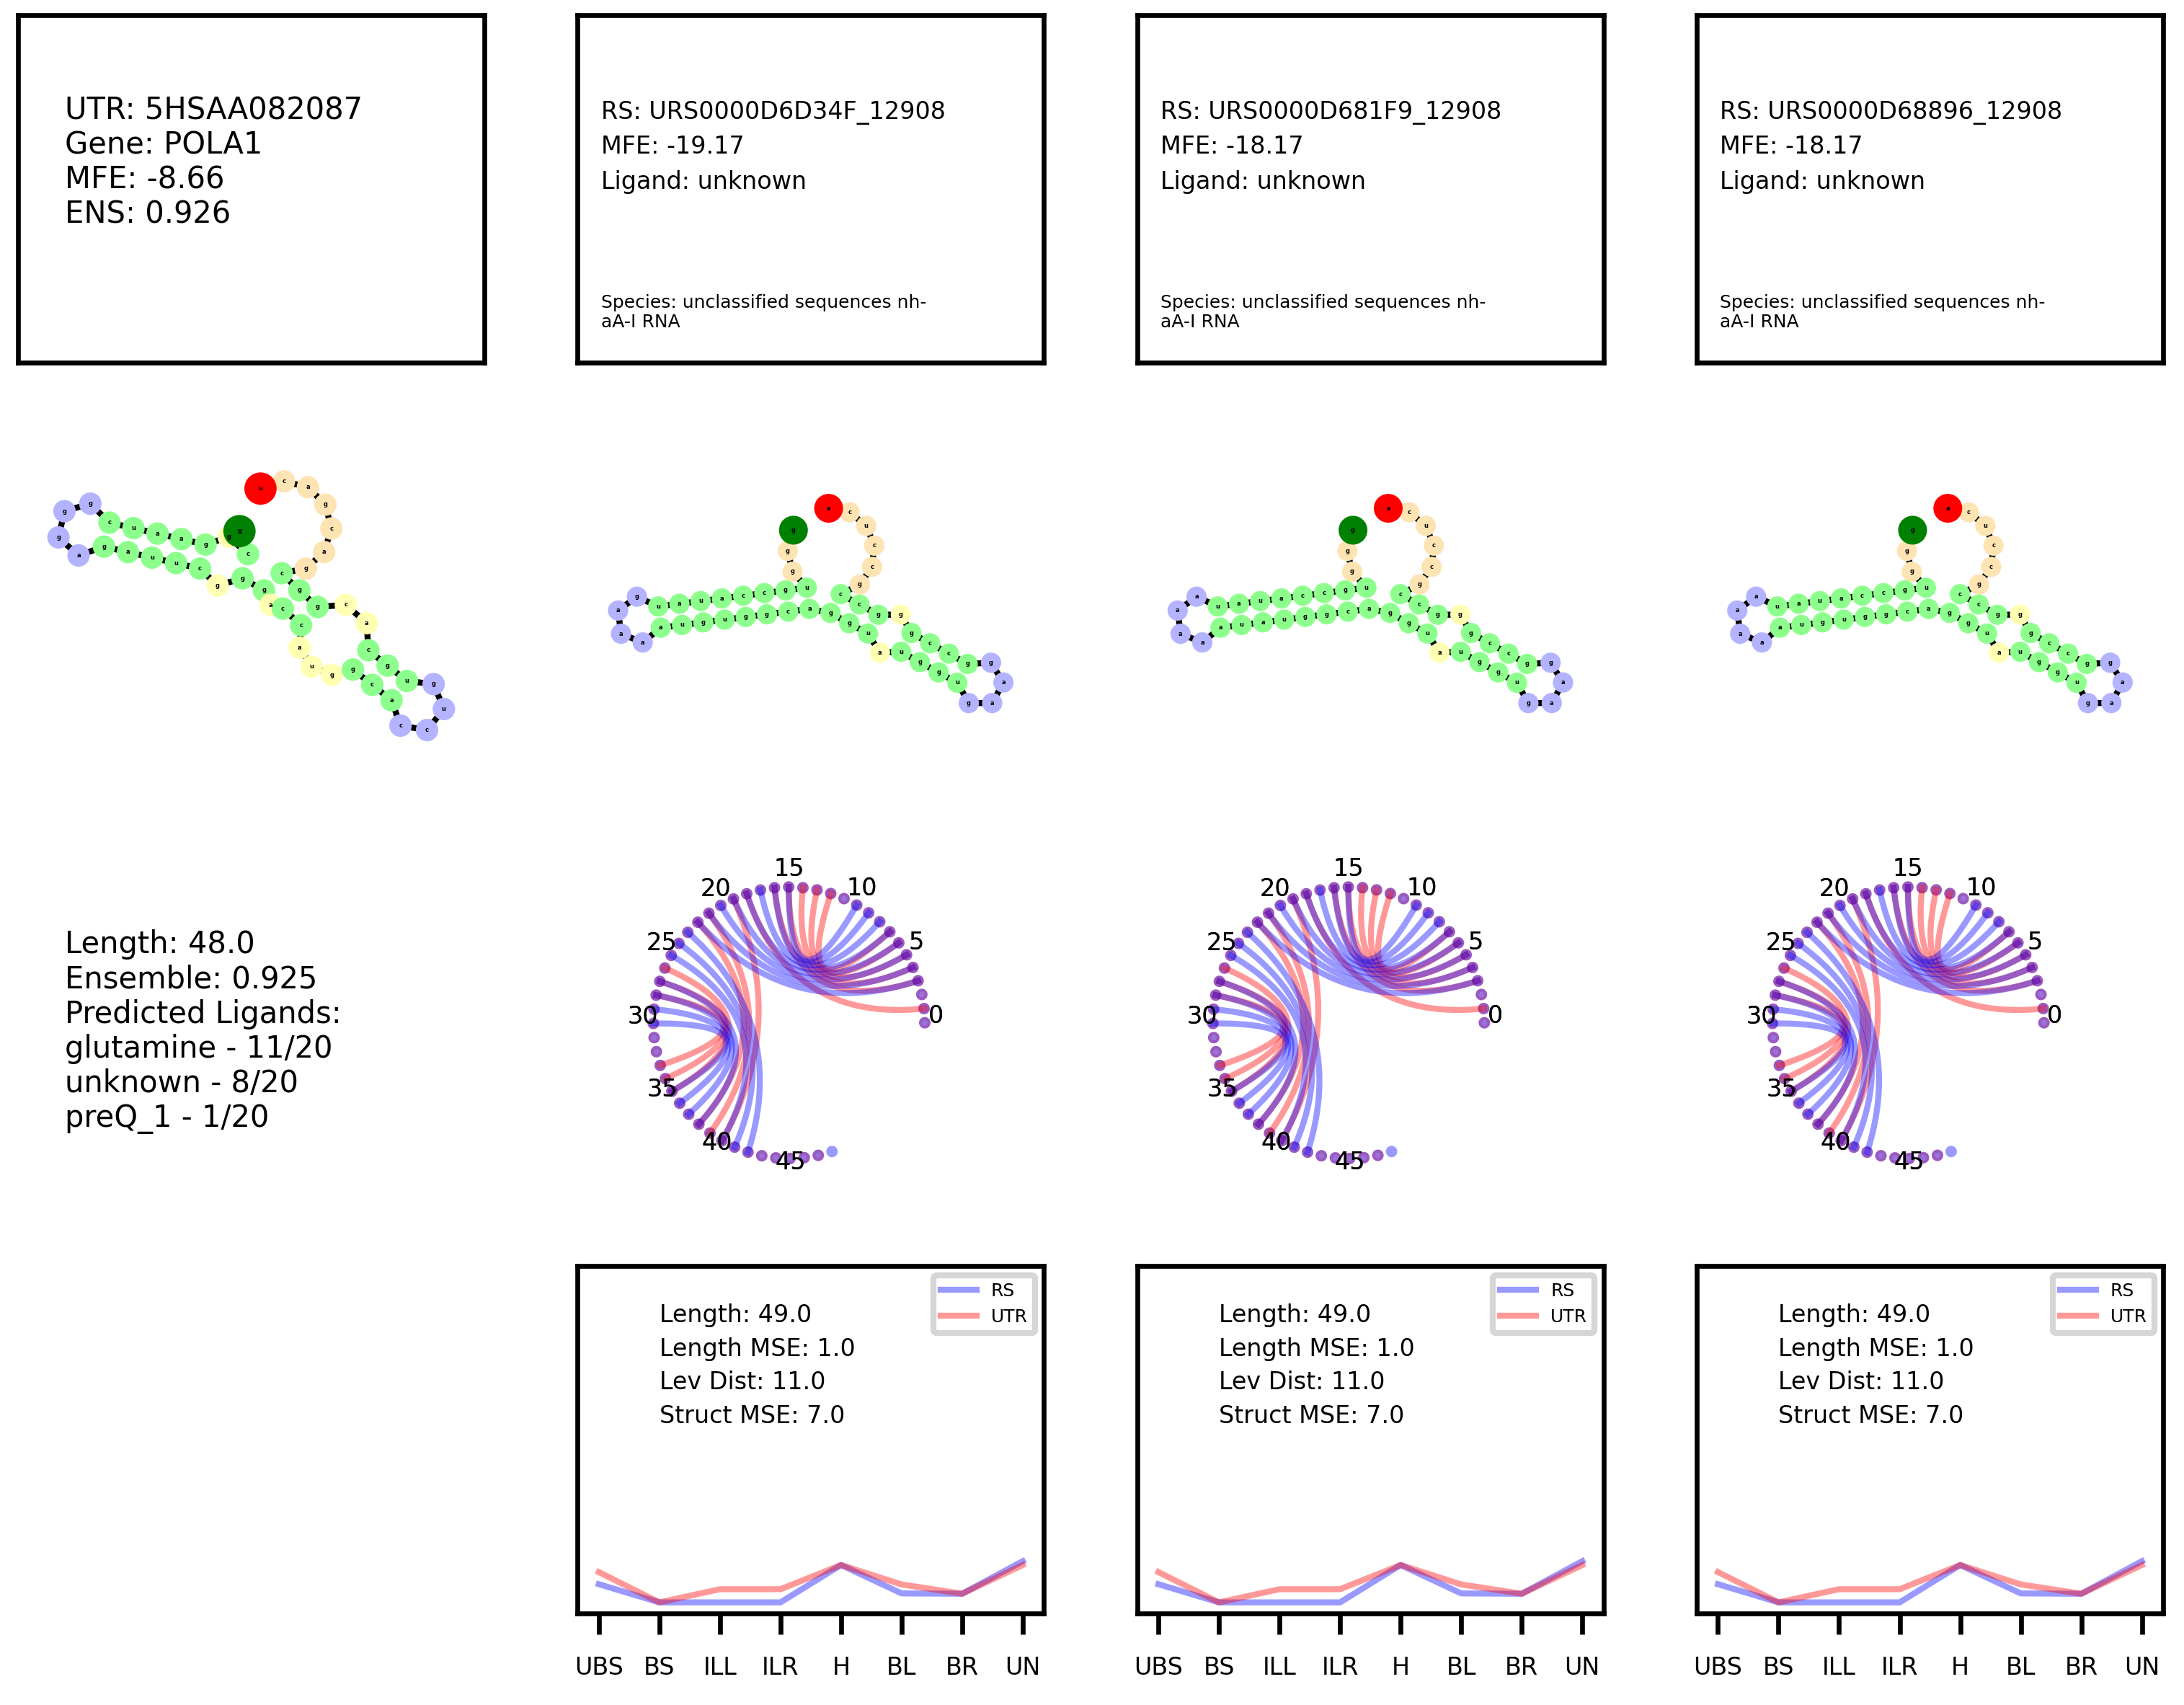 UTR: 5HSAA082087
Gene: POLA1
MFE: -8.66
ENS: 0.926
RS: URS0000D6D34F_12908
MFE: -19.17
Ligand: unknown
Species: unclassified sequences nh-
aA-I RNA
RS: URS0000D681F9_12908
MFE: -18.17
Ligand: unknown
Species: unclassified sequences nh-
aA-I RNA
RS: URS0000D68896_12908
MFE: -18.17
Ligand: unknown
Species: unclassified sequences nh-
aA-I RNA
Length: 48.0
Ensemble: 0.925
Predicted Ligands:
glutamine - 11/20
unknown - 8/20
preQ_1 - 1/20
0
5
10
15
20
25
30
35
40
45
0
5
10
15
20
25
30
35
40
45
0
5
10
15
20
25
30
35
40
45
RS
UTR
Length: 49.0
Length MSE: 1.0
Lev Dist: 11.0
Struct MSE: 7.0
UBS BS ILL ILR H BL BR UN
RS
UTR
Length: 49.0
Length MSE: 1.0
Lev Dist: 11.0
Struct MSE: 7.0
UBS BS ILL ILR H BL BR UN
RS
UTR
Length: 49.0
Length MSE: 1.0
Lev Dist: 11.0
Struct MSE: 7.0
UBS BS ILL ILR H BL BR UN